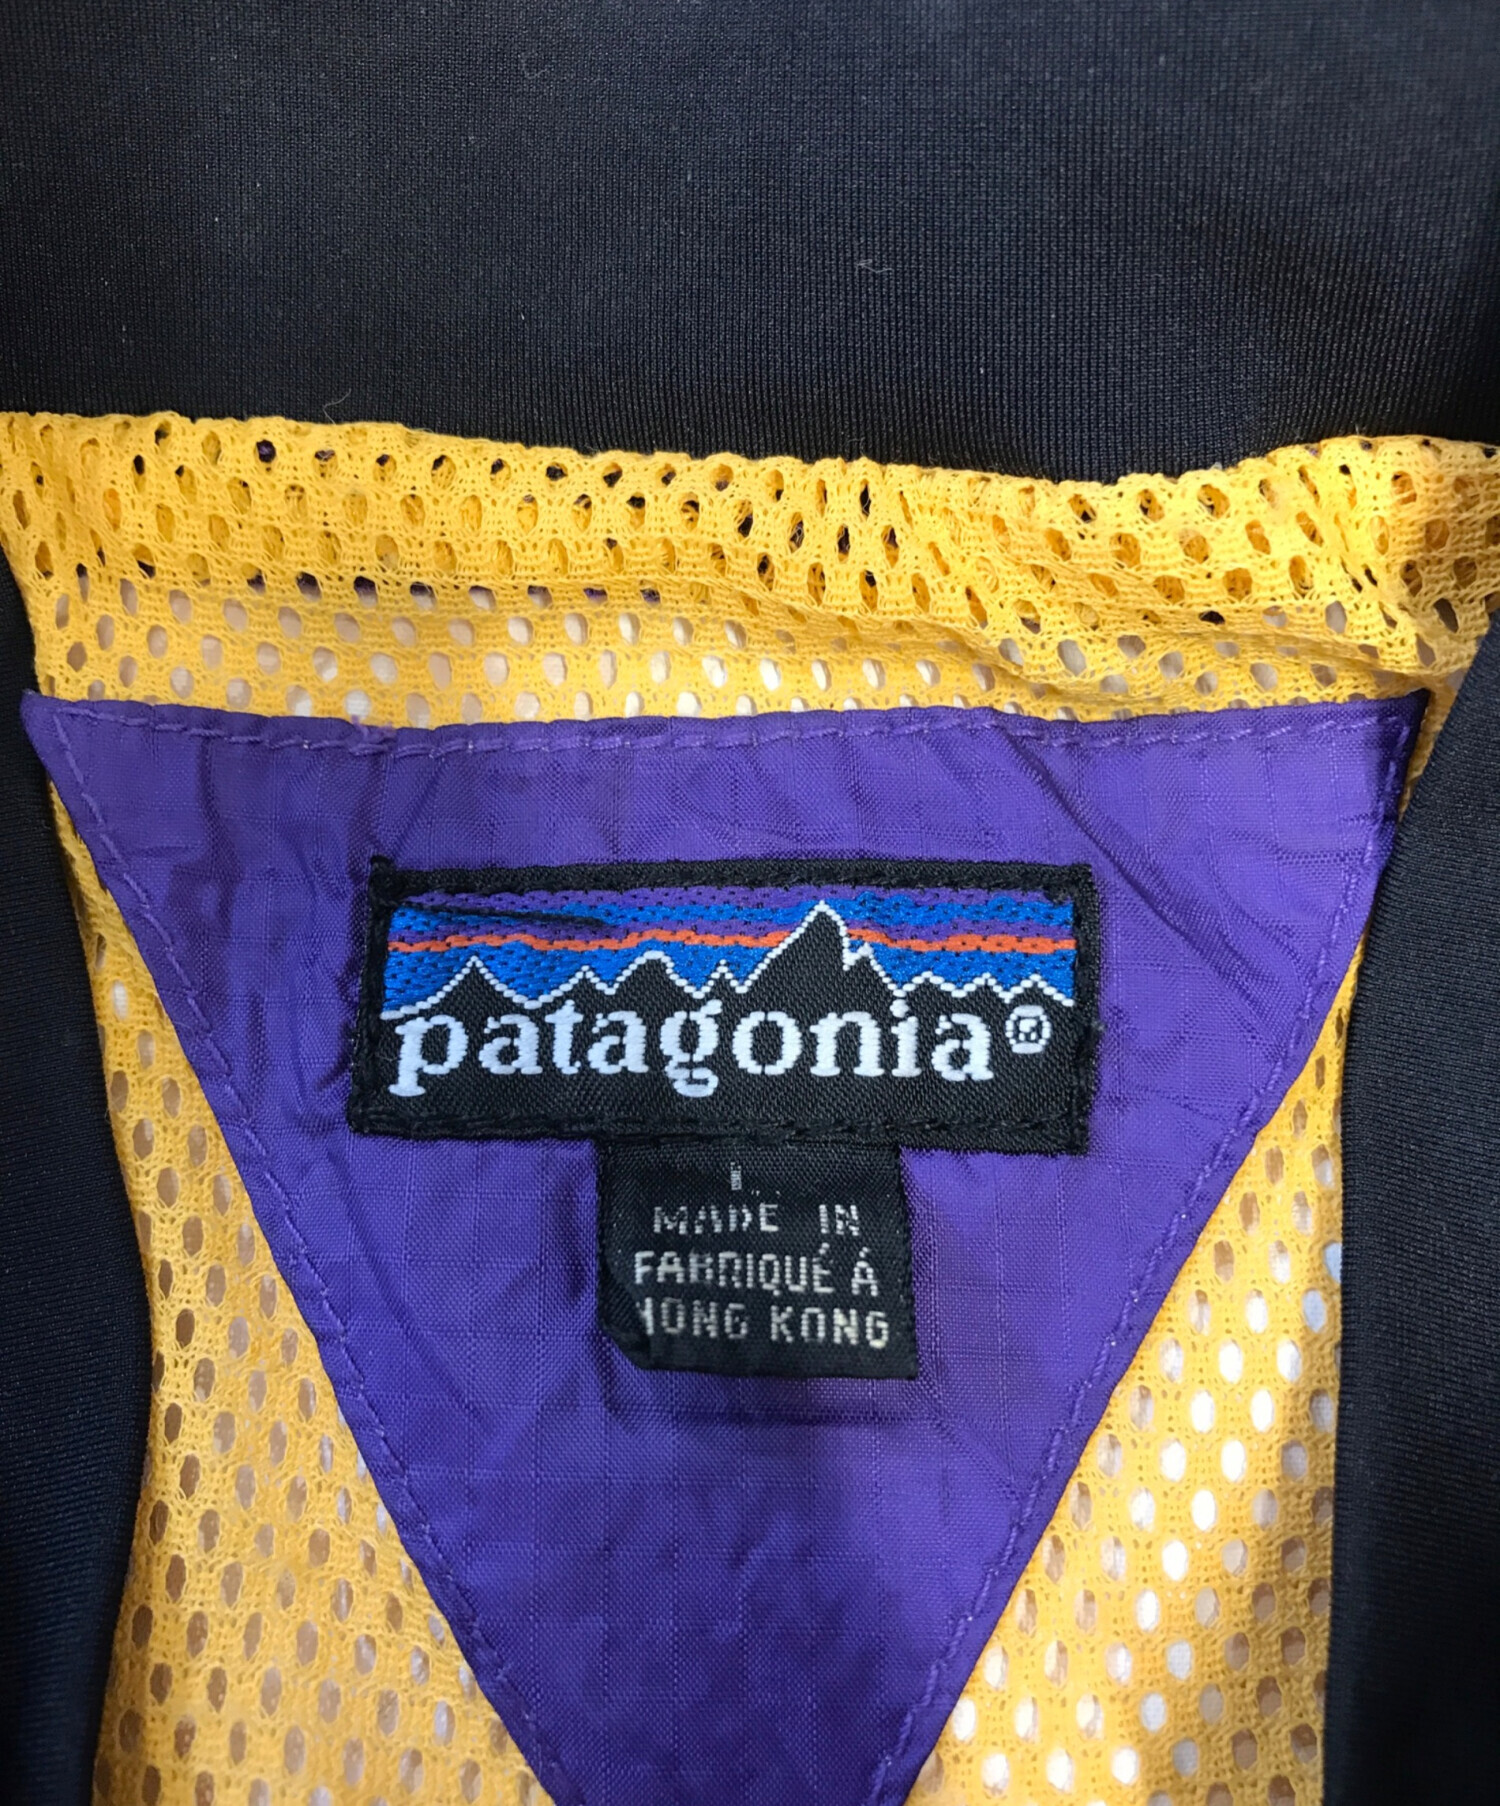 patagonia®
MADE IN
FABRIQUÉ À
HONG KONG